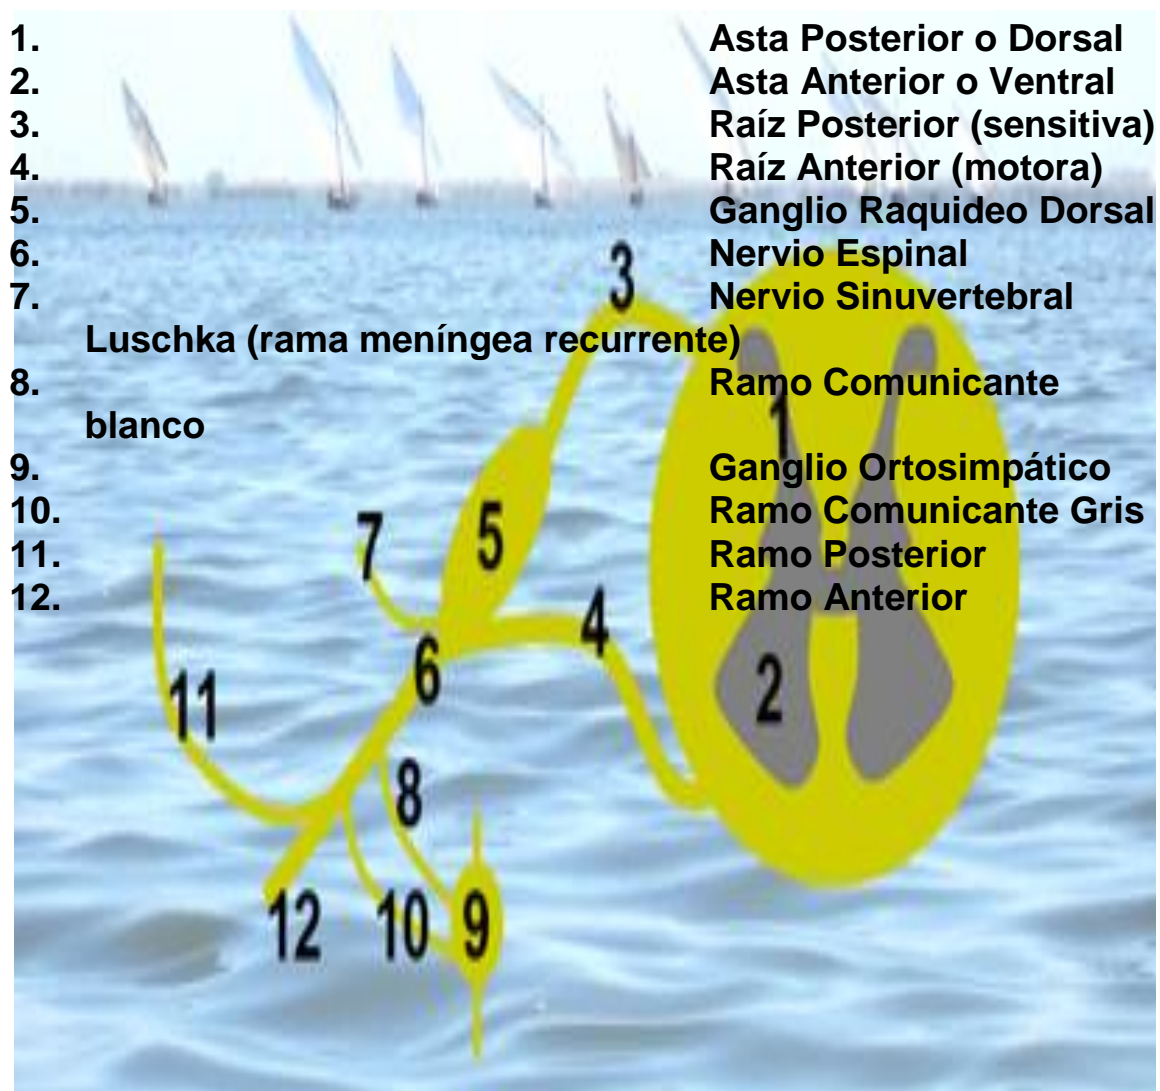 1. Asta Posterior o Dorsal
2. Asta Anterior o Ventral
3. Raíz Posterior (sensitiva)
4. Raíz Anterior (motora)
5. Ganglio Raquideo Dorsal
6. Nervio Espinal
7. Nervio Sinuvertebral
Luschka (rama meníngea recurrente)
8. Ramo Comunicante
blanco
9. Ganglio Ortosimpático
10. Ramo Comunicante Gris
11. Ramo Posterior
12. Ramo Anterior
3
1
5
7
4
6
2
11
8
12
10
9